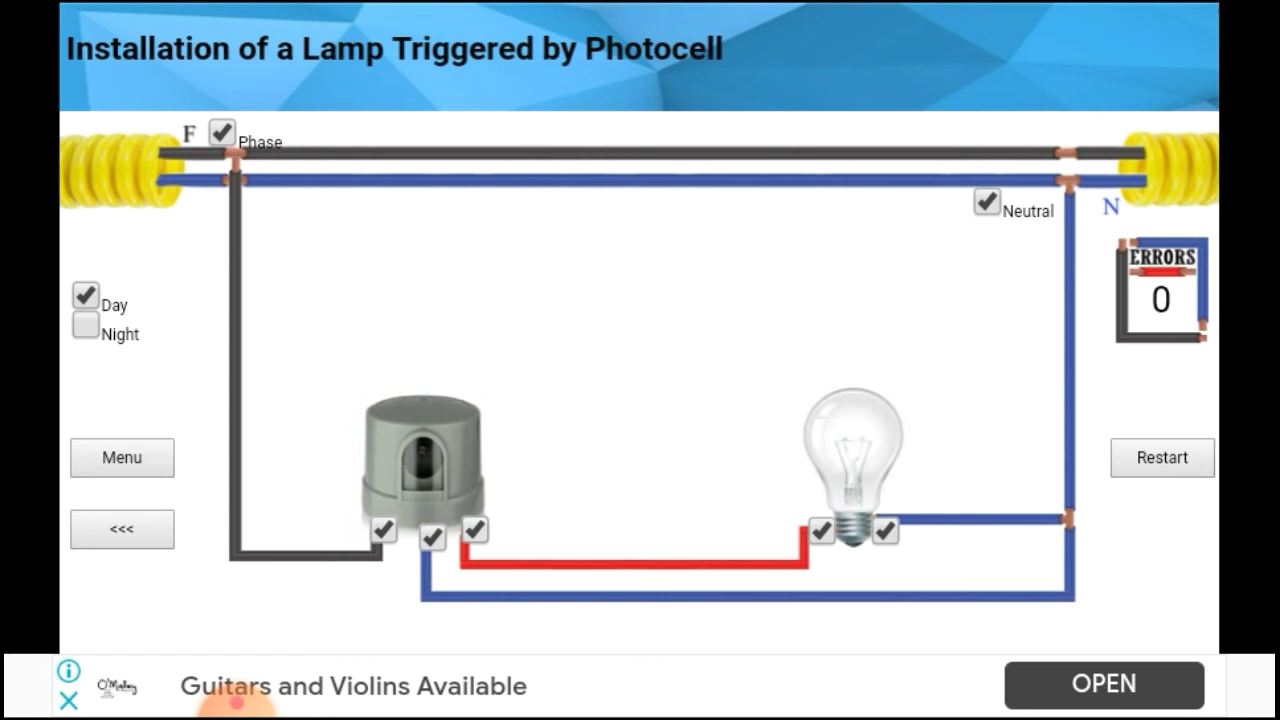 Installation of a Lamp Triggered by Photocell
F
Phase
Neutral
N
ERRORS
0
Day
Night
Menu
Restart
<<<
Guitars and Violins Available
OPEN